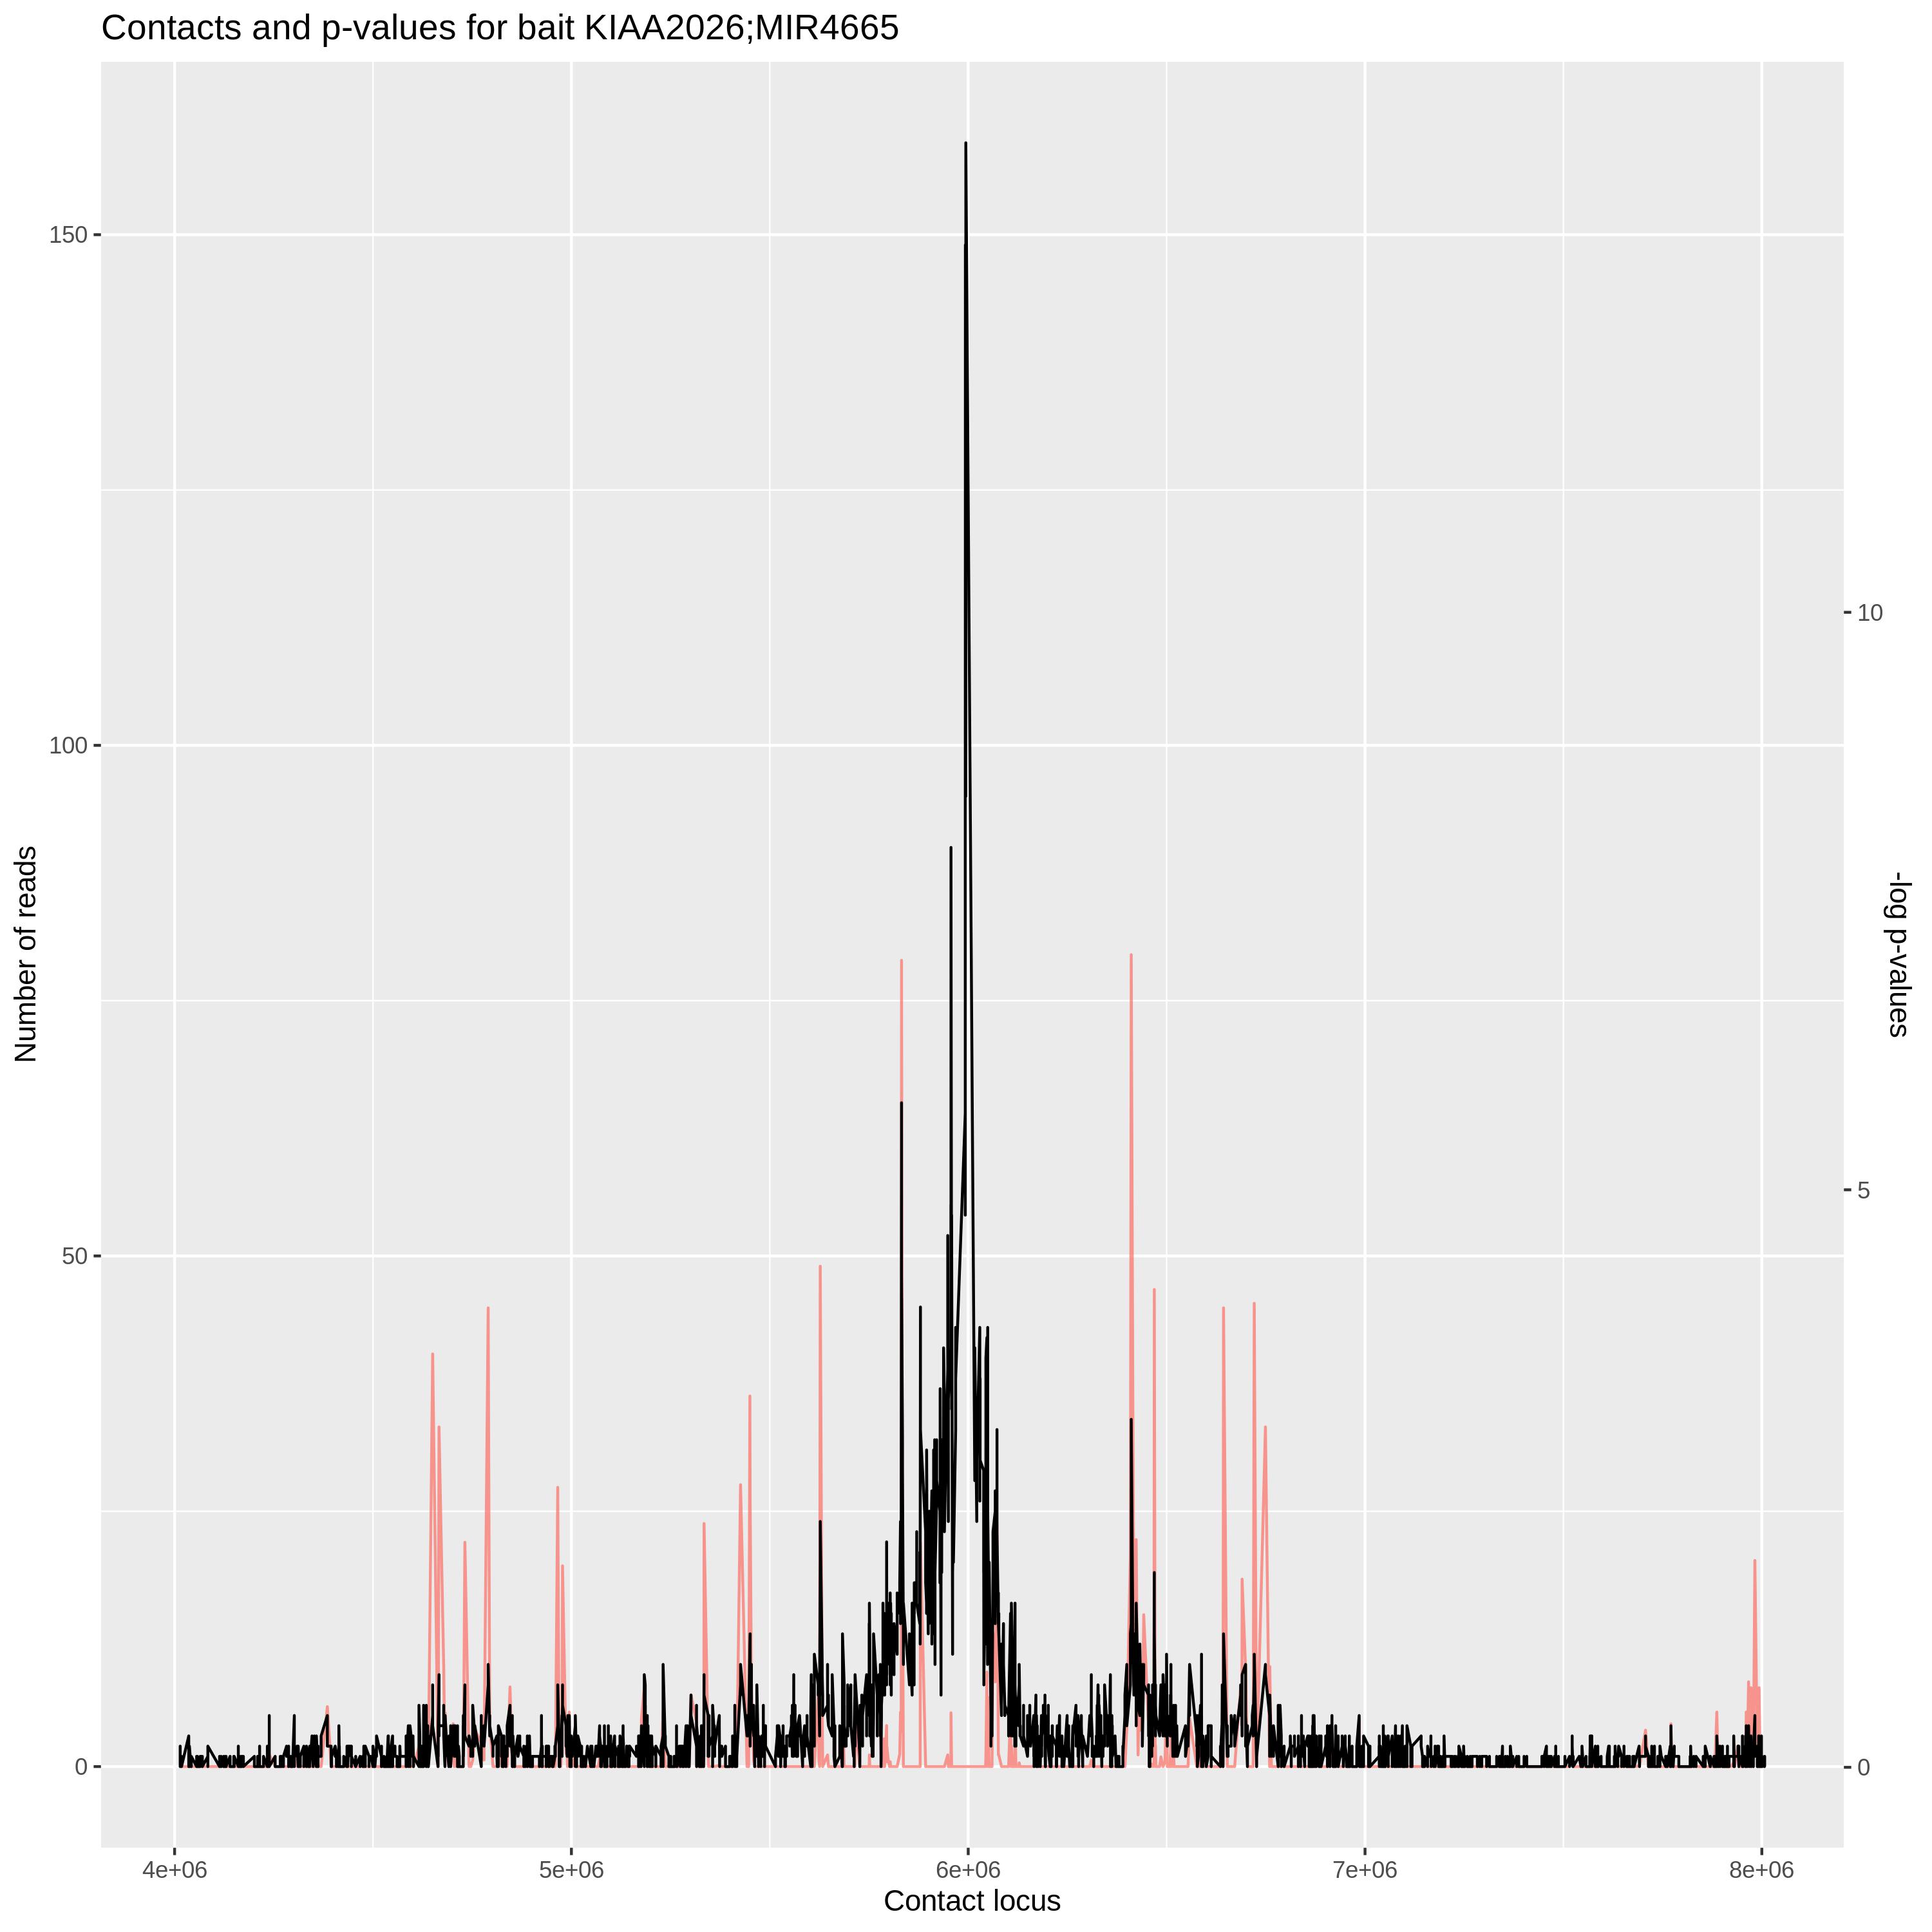 Contacts and p-values for bait KIAA2026;MIR4665
150
100
50
0
Number of reads
10
5
0
-log p-values
4e+06
5e+06
6e+06
7e+06
8e+06
Contact locus